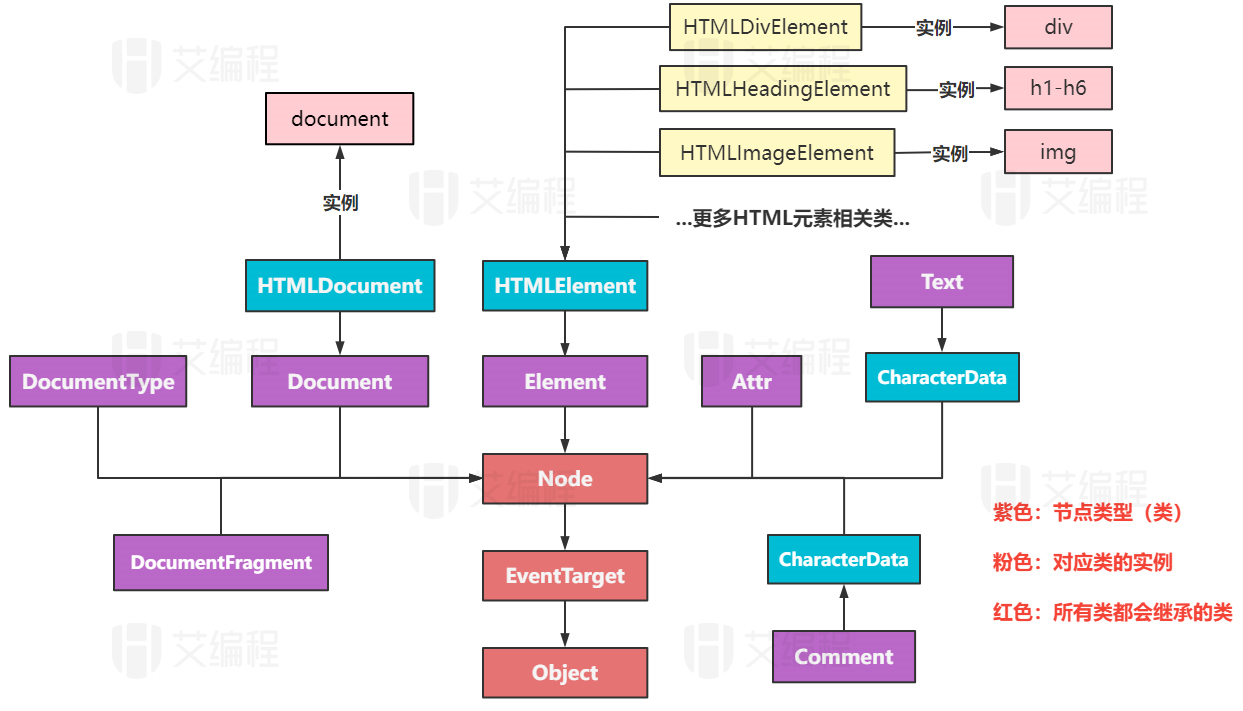 HTMLDivElement
实例
div
HTMLHeadingElement
实例
h1-h6
document
HTMLImageElement
实例
img
实例
...更多HTML元素相关类...
HTMLDocument
HTMLElement
Text
DocumentType
Document
Element
Attr
CharacterData
Node
紫色：节点类型（类）
DocumentFragment
CharacterData
粉色：对应类的实例
EventTarget
红色：所有类都会继承的类
Comment
Object
艾编程
艾编程
艾编程
艾编程
艾编程
艾编程
艾编程
艾编程
艾编程
艾编程